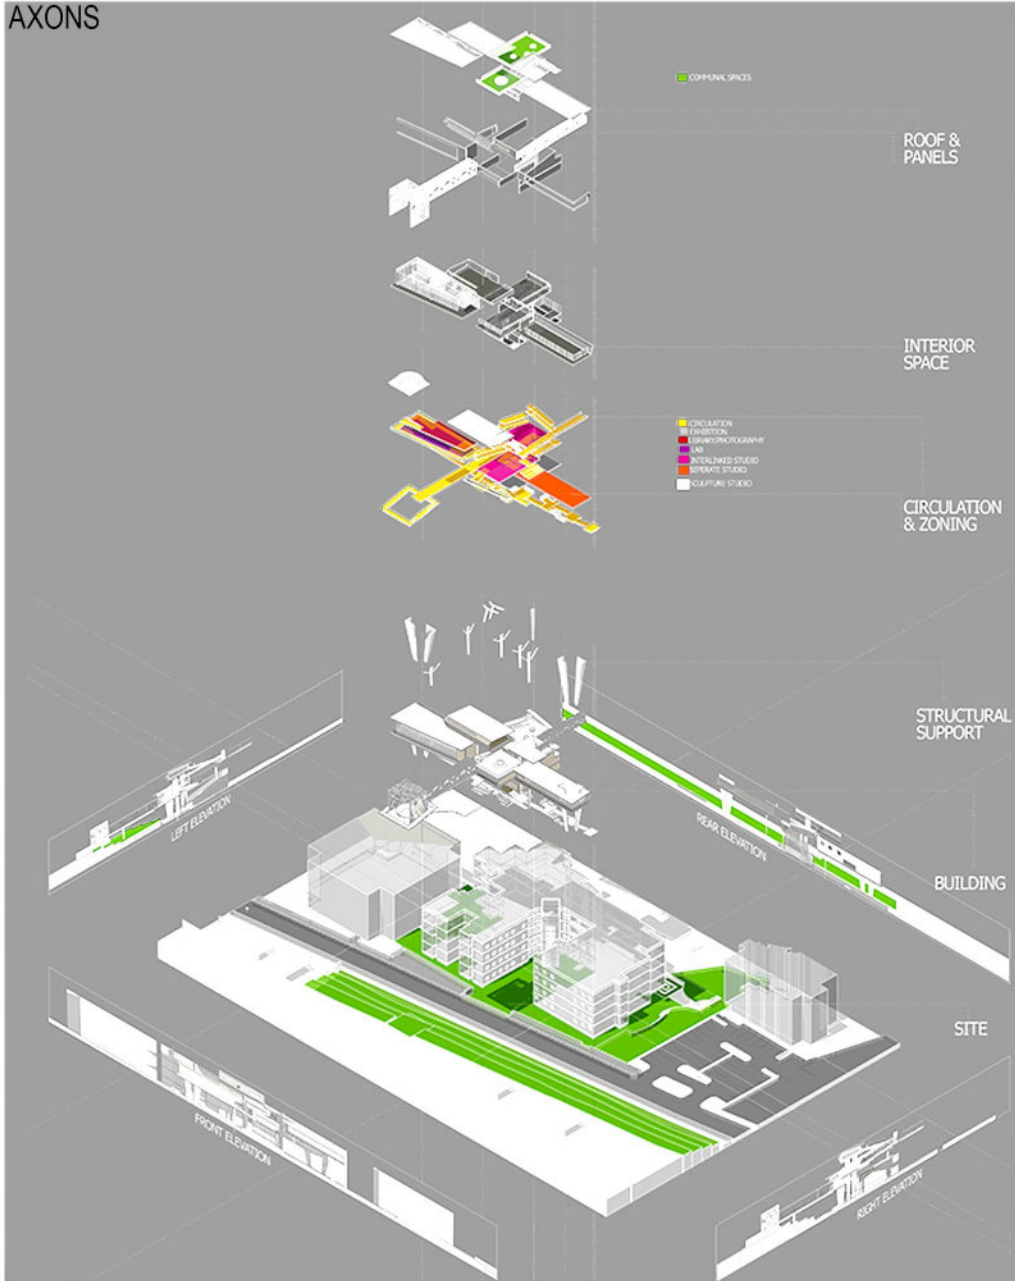 AXONS
COMMUNAL SPACES
ROOF &
PANELS
INTERIOR
SPACE
CIRCULATION
EXHIBITION
LIBRARY/PHOTOGRAPHY
LAB
INTERLINKED STUDIO
SEPERATE STUDIO
SCULPTURE STUDIO
CIRCULATION
& ZONING
STRUCTURAL
SUPPORT
LEFT ELEVATION
REAR ELEVATION
BUILDING
SITE
FRONT ELEVATION
RIGHT ELEVATION